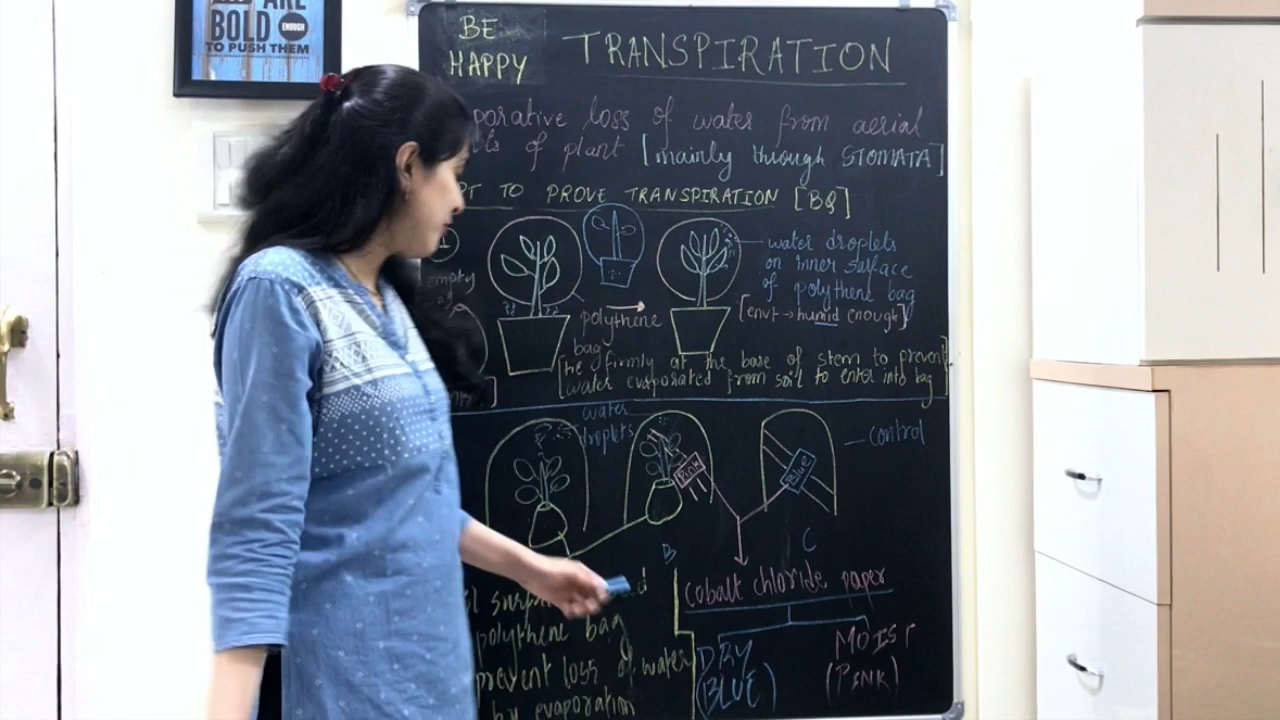 ARE
BOLD ENOUGH
TO PUSH THEM
BE
HAPPY
TRANSPIRATION
porative loss of water from aerial
of plant [mainly through STOMATA]
PT TO PROVE TRANSPIRATION [BQ]
1
empty
water droplets
on inner surface
of polythene bag
[envt → humid enough]
polythene
bag
[tie firmly at the base of stem to prevent
water evaporated from soil to enter into bag]
water
droplets
Pink
Blue
control
B
C
cobalt chloride paper
DRY
(BLUE)
MOIST
(PINK)
polythene bag
prevent loss of water
by evaporation